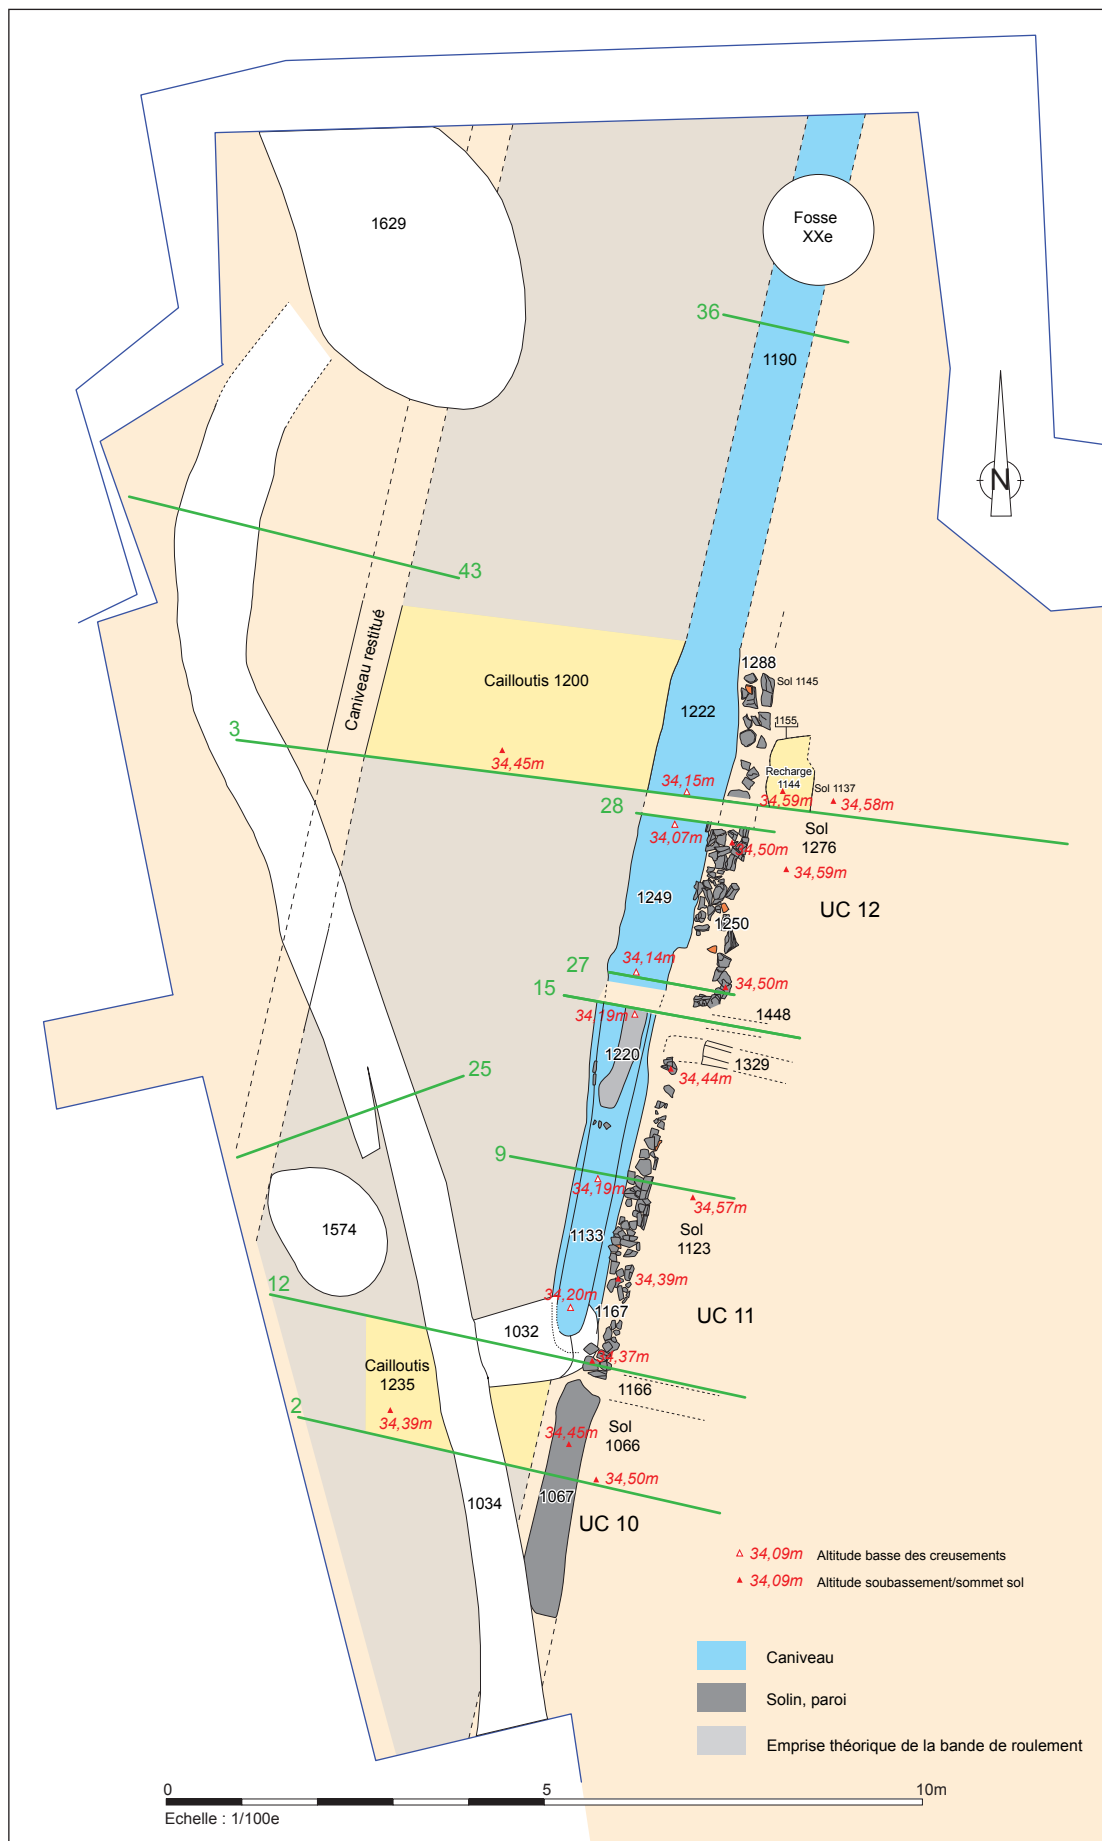 1629
Fosse
XXe
36
1190
43
Caniveau restitué
1288
Sol 1145
Cailloutis 1200
1222
1155
3
34,45m
34,15m
Recharge
1144
Sol 1137
34,59m
34,58m
28
34,07m
Sol
1276
34,50m
34,59m
1249
UC 12
1250
34,14m
27
34,50m
15
34,19m
1448
1220
1329
34,44m
25
9
34,19m
34,57m
1574
1133
Sol
1123
34,39m
12
34,20m
1167
UC 11
1032
34,37m
Cailloutis
1235
1166
2
34,39m
Sol
1066
34,45m
34,50m
1067
1034
UC 10
34,09m Altitude basse des creusements
34,09m Altitude soubassement/sommet sol
Caniveau
Solin, paroi
Emprise théorique de la bande de roulement
0 5 10m
Echelle : 1/100e
N